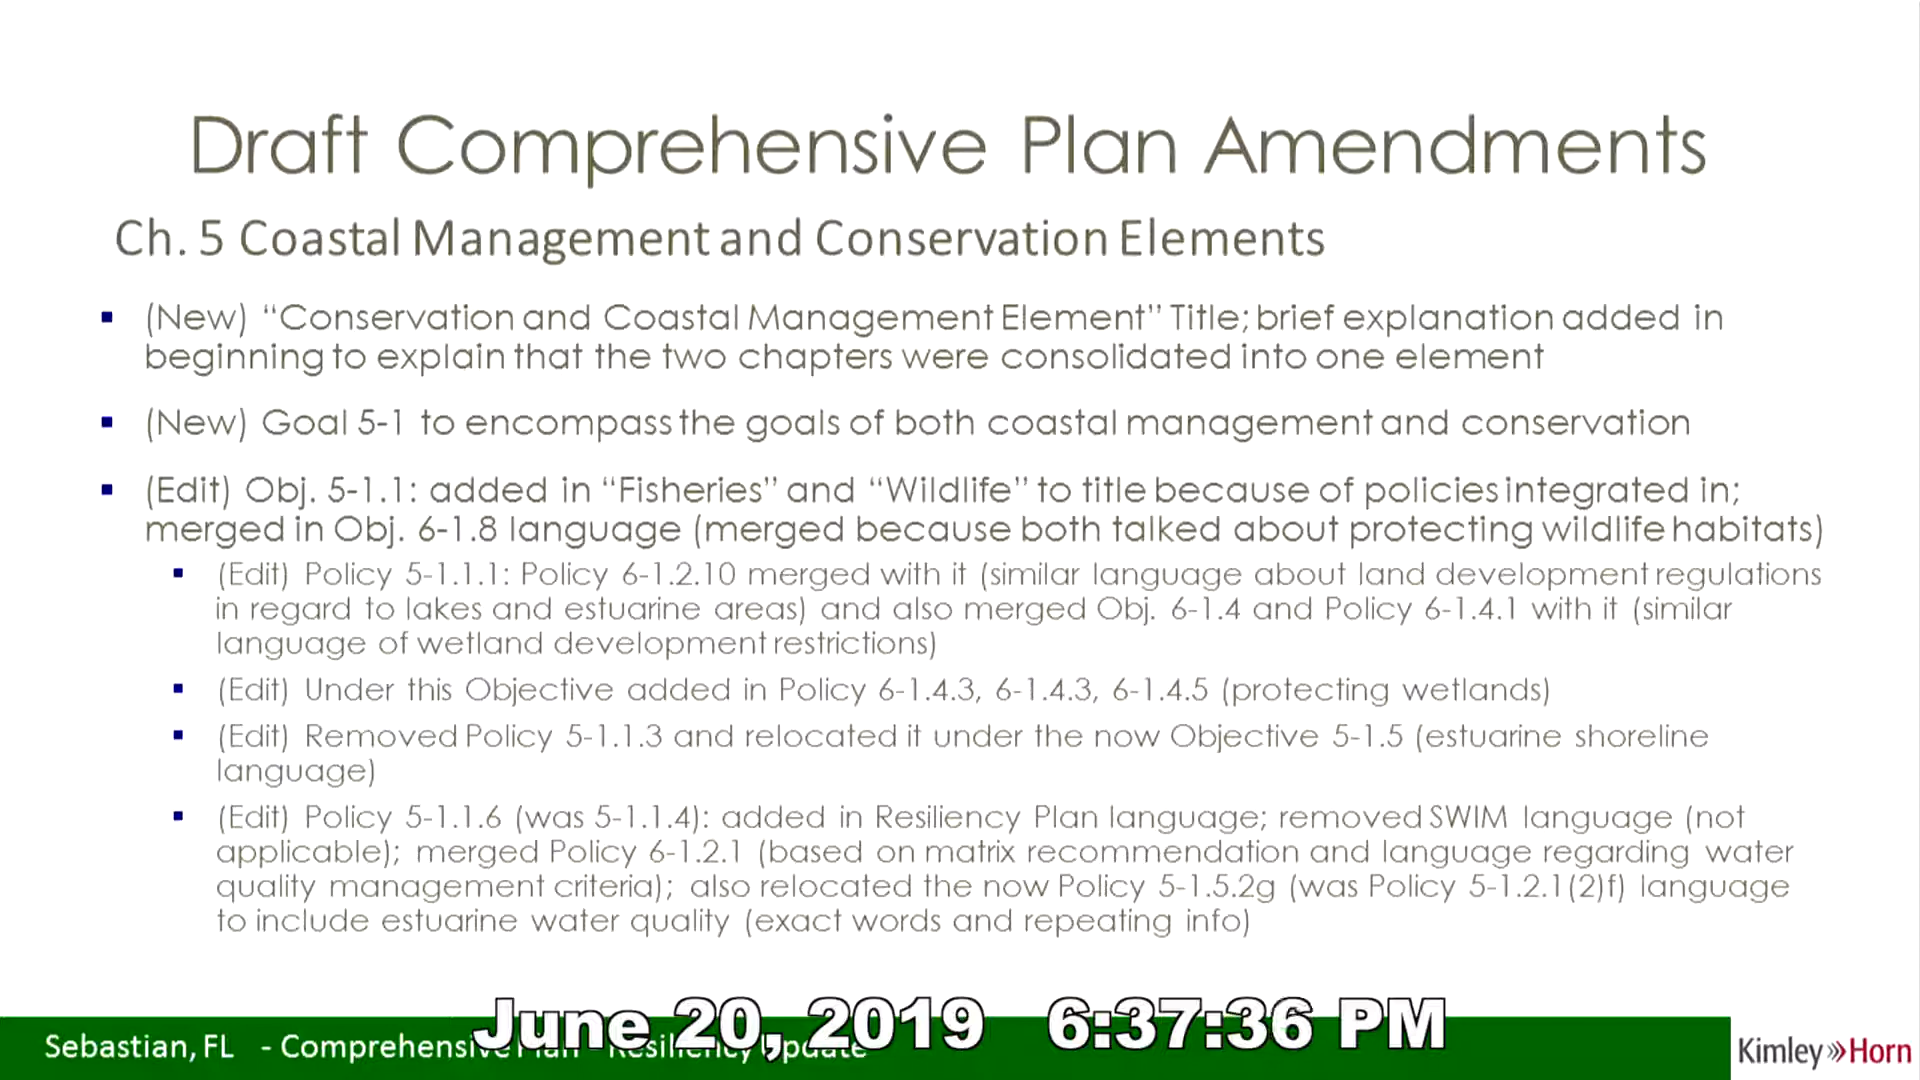 Draft Comprehensive Plan Amendments
Ch. 5 Coastal Management and Conservation Elements
▪ (New) “Conservation and Coastal Management Element” Title; brief explanation added in
beginning to explain that the two chapters were consolidated into one element
▪ (New) Goal 5-1 to encompass the goals of both coastal management and conservation
▪ (Edit) Obj. 5-1.1: added in “Fisheries” and “Wildlife” to title because of policies integrated in;
merged in Obj. 6-1.8 language (merged because both talked about protecting wildlife habitats)
▪ (Edit) Policy 5-1.1.1: Policy 6-1.2.10 merged with it (similar language about land development regulations
in regard to lakes and estuarine areas) and also merged Obj. 6-1.4 and Policy 6-1.4.1 with it (similar
language of wetland development restrictions)
▪ (Edit) Under this Objective added in Policy 6-1.4.3, 6-1.4.3, 6-1.4.5 (protecting wetlands)
▪ (Edit) Removed Policy 5-1.1.3 and relocated it under the now Objective 5-1.5 (estuarine shoreline
language)
▪ (Edit) Policy 5-1.1.6 (was 5-1.1.4): added in Resiliency Plan language; removed SWIM language (not
applicable); merged Policy 6-1.2.1 (based on matrix recommendation and language regarding water
quality management criteria); also relocated the now Policy 5-1.5.2g (was Policy 5-1.2.1(2)f) language
to include estuarine water quality (exact words and repeating info)
June 20, 2019 6:37:36 PM
Sebastian, FL - Comprehensive Plan - Resiliency Update
Kimley»Horn